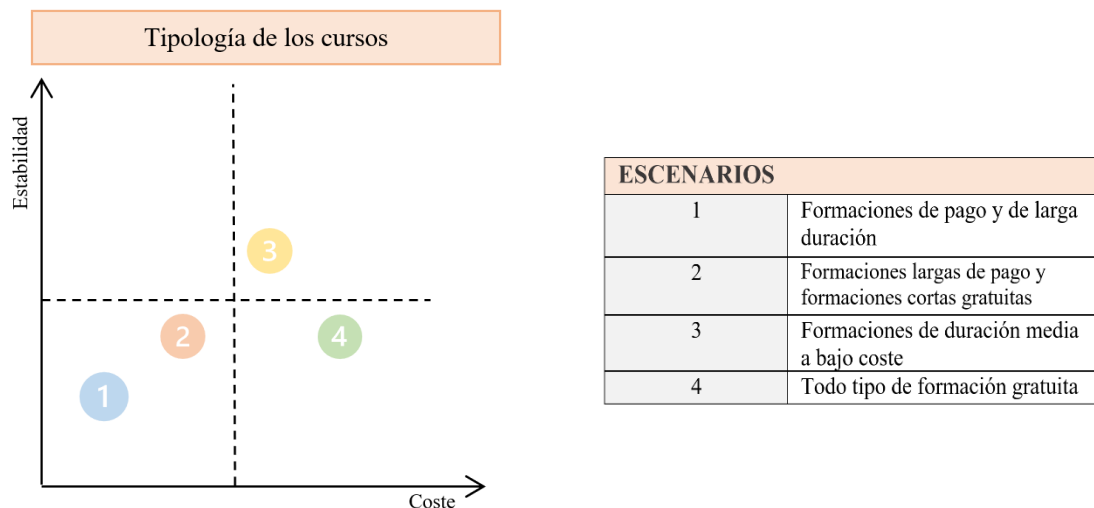 Tipología de los cursos
Estabilidad
3
2
4
1
Coste
ESCENARIOS
1
Formaciones de pago y de larga
duración
2
Formaciones largas de pago y
formaciones cortas gratuitas
3
Formaciones de duración media
a bajo coste
4
Todo tipo de formación gratuita